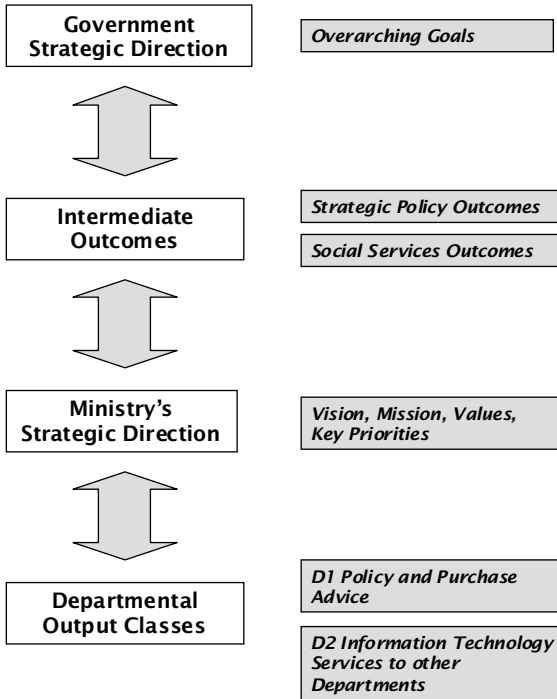 Government
Strategic Direction
Overarching Goals
Intermediate
Outcomes
Strategic Policy Outcomes
Social Services Outcomes
Ministry’s
Strategic Direction
Vision, Mission, Values,
Key Priorities
Departmental
Output Classes
D1 Policy and Purchase
Advice
D2 Information Technology
Services to other
Departments